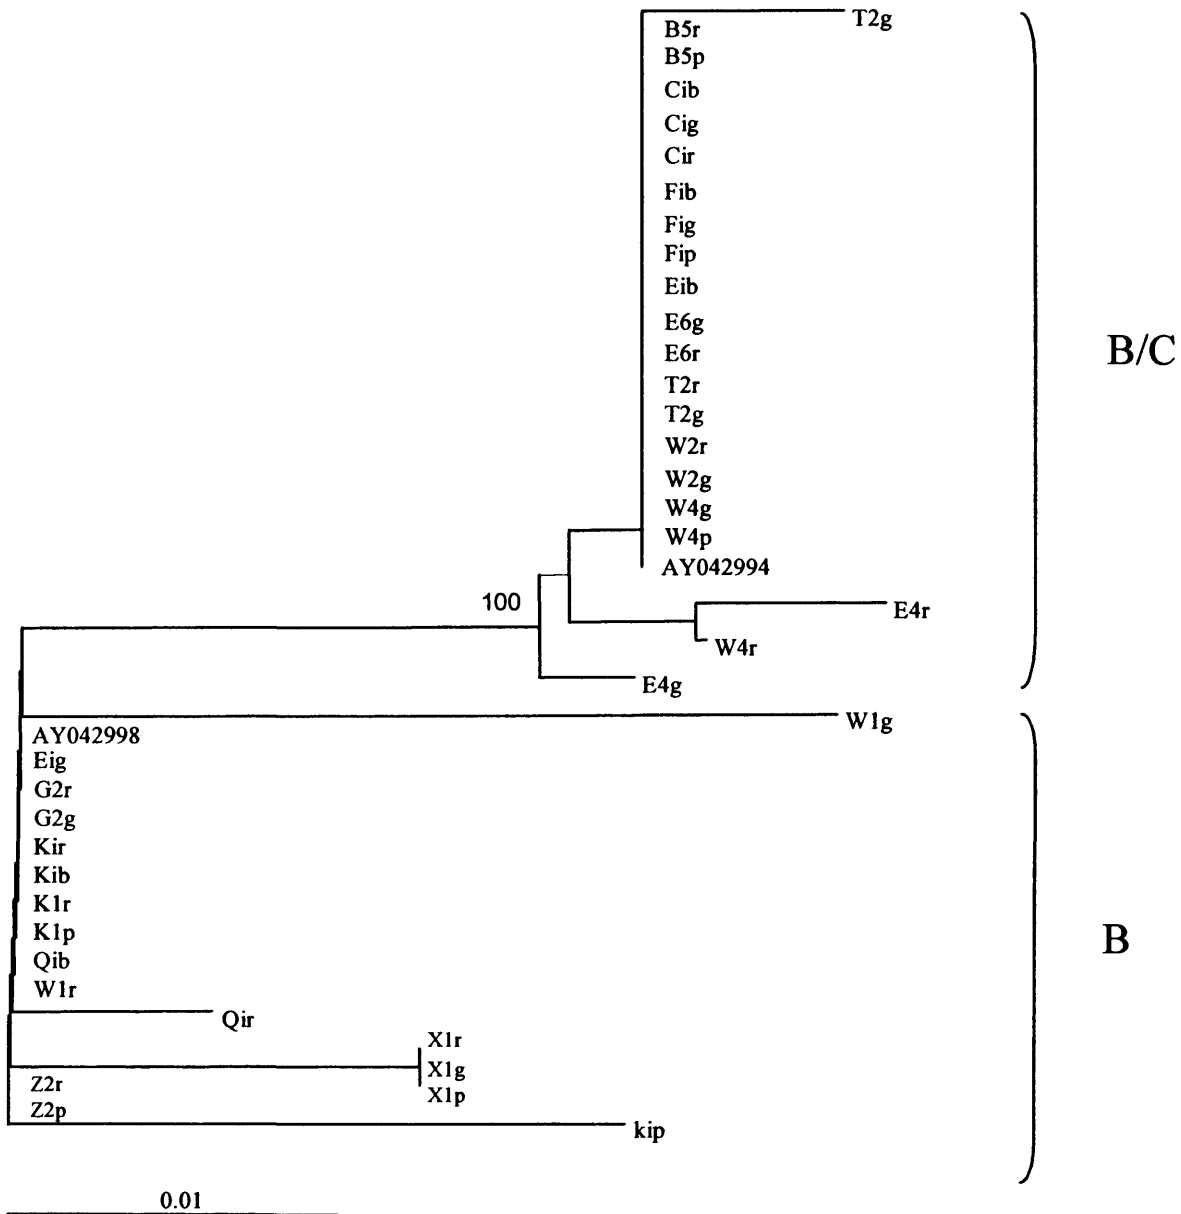 T2g
B5r
B5p
Cib
Cig
Cir
Fib
Fig
Fip
Eib
E6g
E6r
T2r
T2g
W2r
W2g
W4g
W4p
AY042994
B/C
100
E4r
W4r
E4g
W1g
AY042998
Eig
G2r
G2g
Kir
Kib
K1r
K1p
Qib
W1r
B
Qir
X1r
X1g
X1p
Z2r
Z2p
kip
0.01